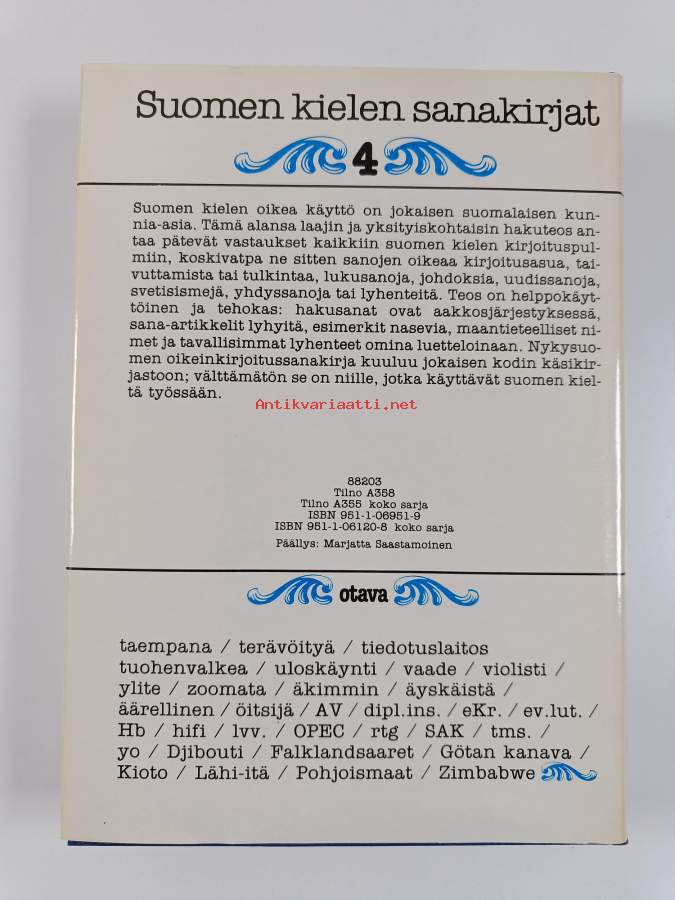 Suomen kielen sanakirjat
4
Suomen kielen oikea käyttö on jokaisen suomalaisen kun-
nia-asia. Tämä alansa laajin ja yksityiskohtaisin hakuteos an-
taa pätevät vastaukset kaikkiin suomen kielen kirjoituspul-
miin, koskivatpa ne sitten sanojen oikeaa kirjoitusasua, tai-
vuttamista tai tulkintaa, lukusanoja, johdoksia, uudissanoja,
svetisismejä, yhdyssanoja tai lyhenteitä. Teos on helppokäyt-
töinen ja tehokas: hakusanat ovat aakkosjärjestyksessä,
sana-artikkelit lyhyitä, esimerkit nasevia, maantieteelliset ni-
met ja tavallisimmat lyhenteet omina luetteloinaan. Nykysuo-
men oikeinkirjoitussanakirja kuuluu jokaisen kodin käsikir-
jastoon; välttämätön se on niille, jotka käyttävät suomen kiel-
tä työssään.
Antikvariaatti.net
88203
Tilno A358
Tilno A355 koko sarja
ISBN 951-1-06951-9
ISBN 951-1-06120-8 koko sarja
Päällys: Marjatta Saastamoinen
otava
taempana / terävöityä / tiedotuslaitos
tuohenvalkea / uloskäynti / vaade / violisti /
ylite / zoomata / äkimmin / äyskäistä /
äärellinen / öitsijä / AV / dipl.ins. / eKr. / ev.lut. /
Hb / hifi / lvv. / OPEC / rtg / SAK / tms. /
yo / Djibouti / Falklandsaaret / Götan kanava /
Kioto / Lähi-itä / Pohjoismaat / Zimbabwe